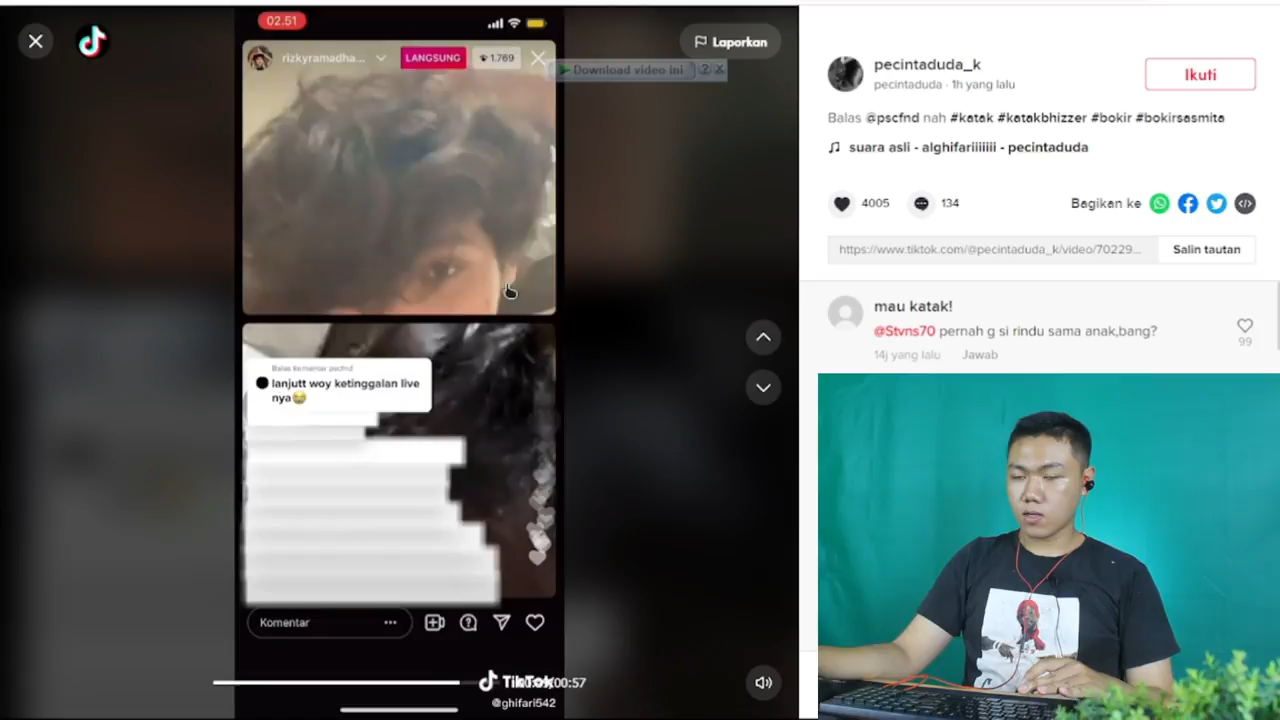 02.51
rizkyramadha...
LANGSUNG
1.769
Laporkan
Download video ini
?
Balas komentar pscfnd
lanjutt woy ketinggalan live
nya😭
Komentar
TikTok
00:57
@ghifari542
pecintaduda_k
pecintaduda · 1h yang lalu
Ikuti
Balas @pscfnd nah #katak #katakbhizzer #bokir #bokirsasmita
suara asli - alghifariiiiiii - pecintaduda
4005
134
Bagikan ke
https://www.tiktok.com/@pecintaduda_k/video/70229...
Salin tautan
mau katak!
@Stvns70 pernah g si rindu sama anak,bang?
99
14j yang lalu
Jawab